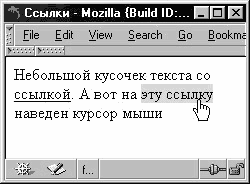 Ссылки - Mozilla {Build ID:...
File Edit View Search Go Bookma
Небольшой кусочек текста со
ссылкой. А вот на эту ссылку
наведен курсор мыши
f...